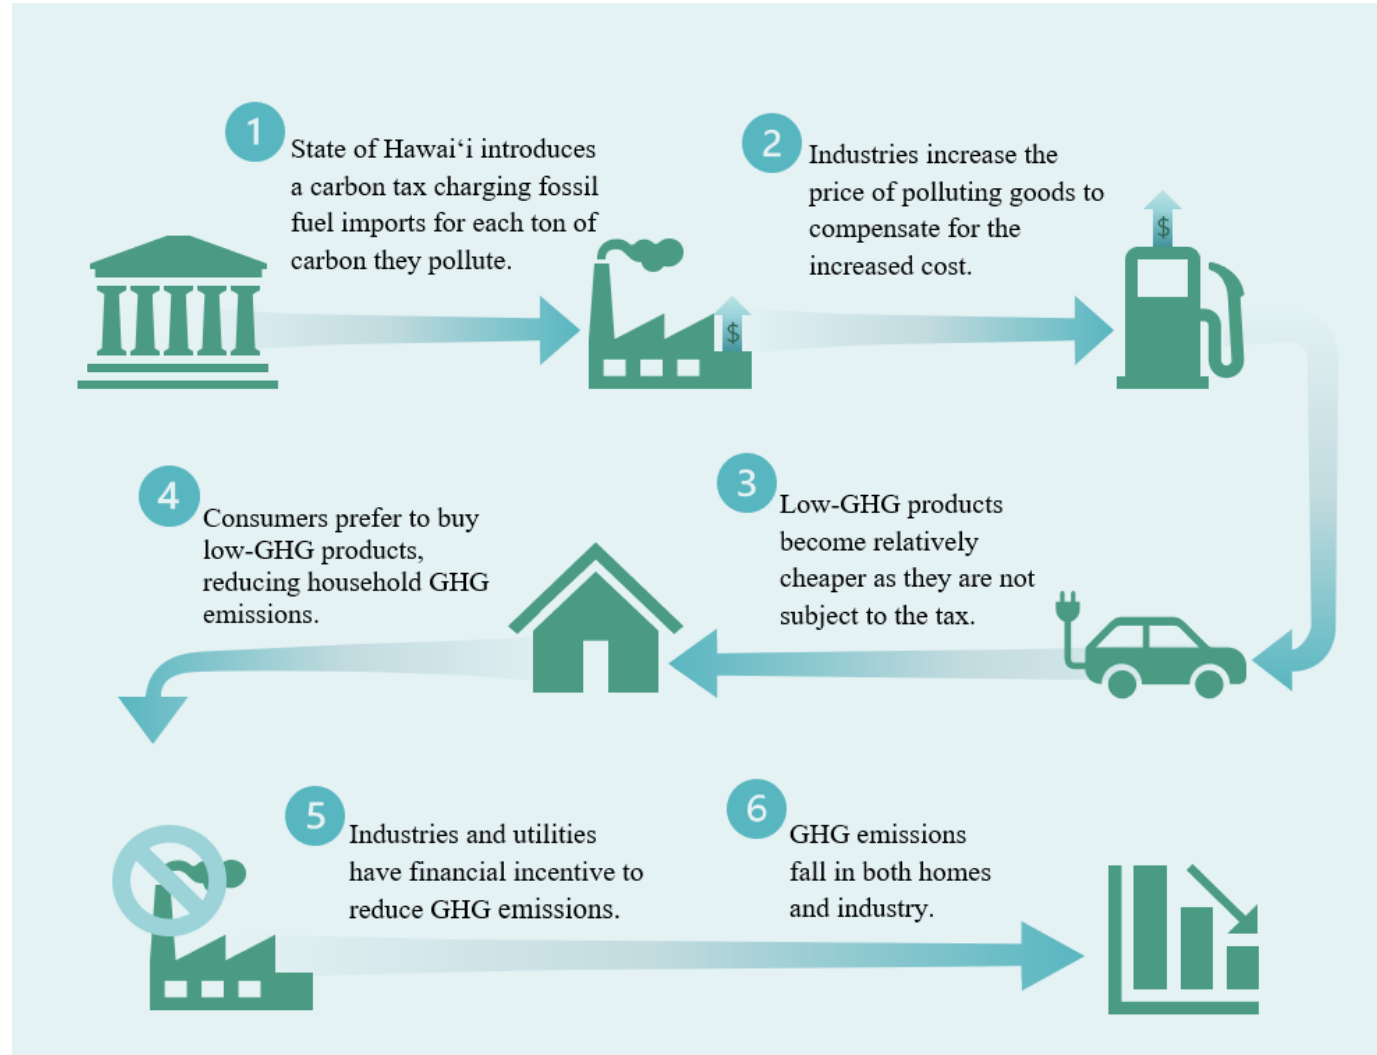 1
State of Hawai‘i introduces
a carbon tax charging fossil
fuel imports for each ton of
carbon they pollute.
$
2
Industries increase the
price of polluting goods to
compensate for the
increased cost.
$
3
Low-GHG products
become relatively
cheaper as they are not
subject to the tax.
4
Consumers prefer to buy
low-GHG products,
reducing household GHG
emissions.
5
Industries and utilities
have financial incentive to
reduce GHG emissions.
6
GHG emissions
fall in both homes
and industry.